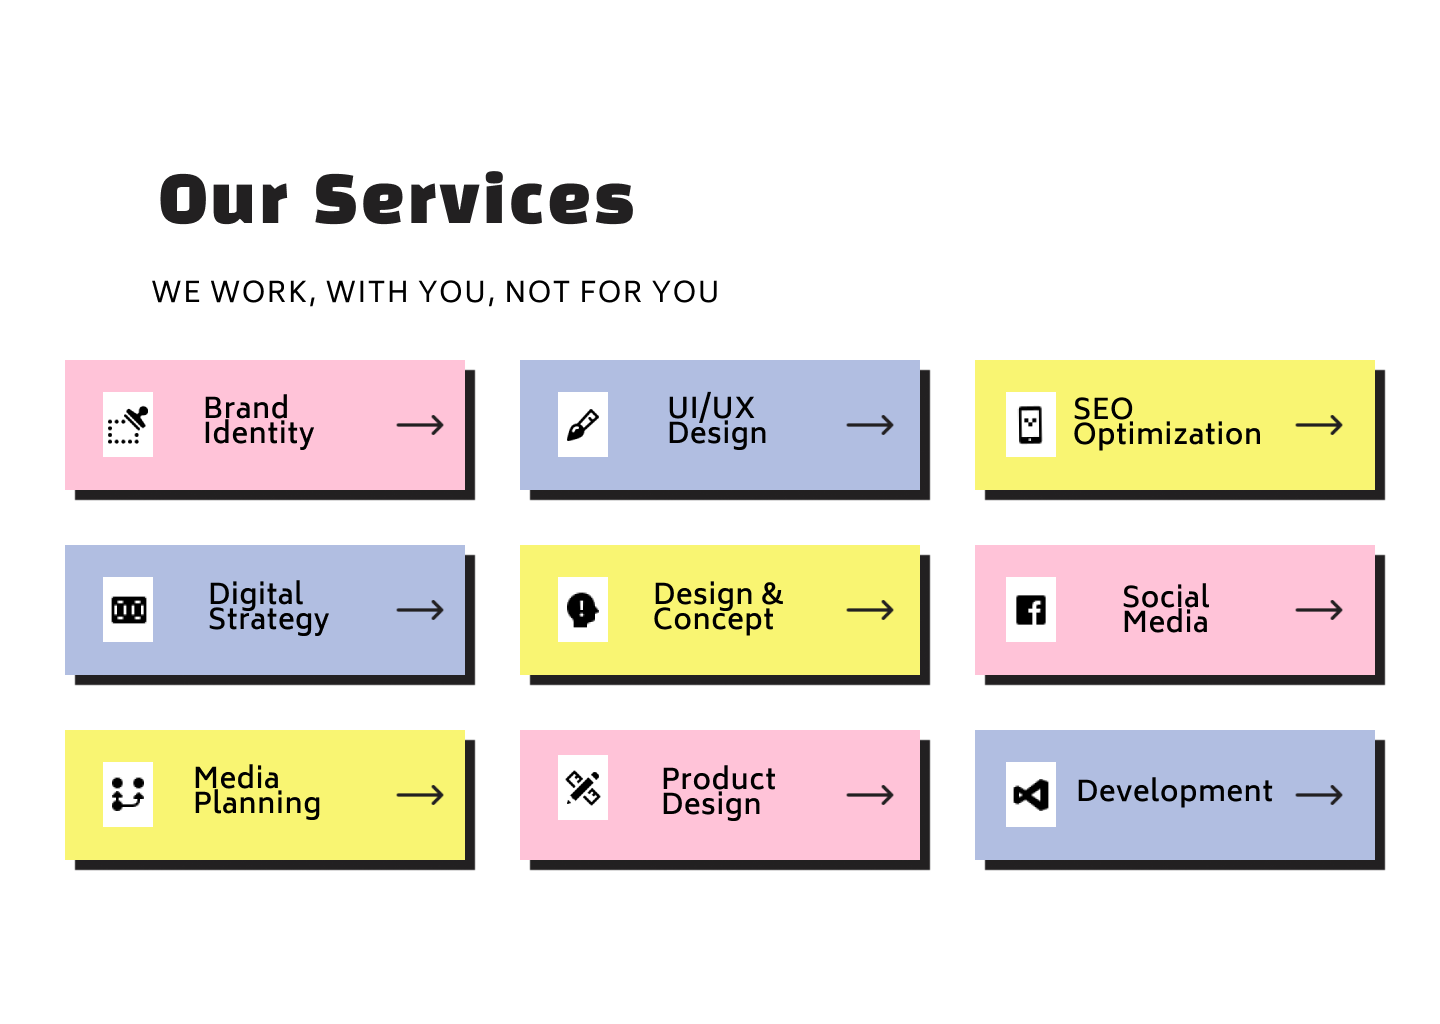 Our Services
WE WORK, WITH YOU, NOT FOR YOU
Brand
Identity
UI/UX
Design
SEO
Optimization
Digital
Strategy
Design &
Concept
Social
Media
Media
Planning
Product
Design
Development